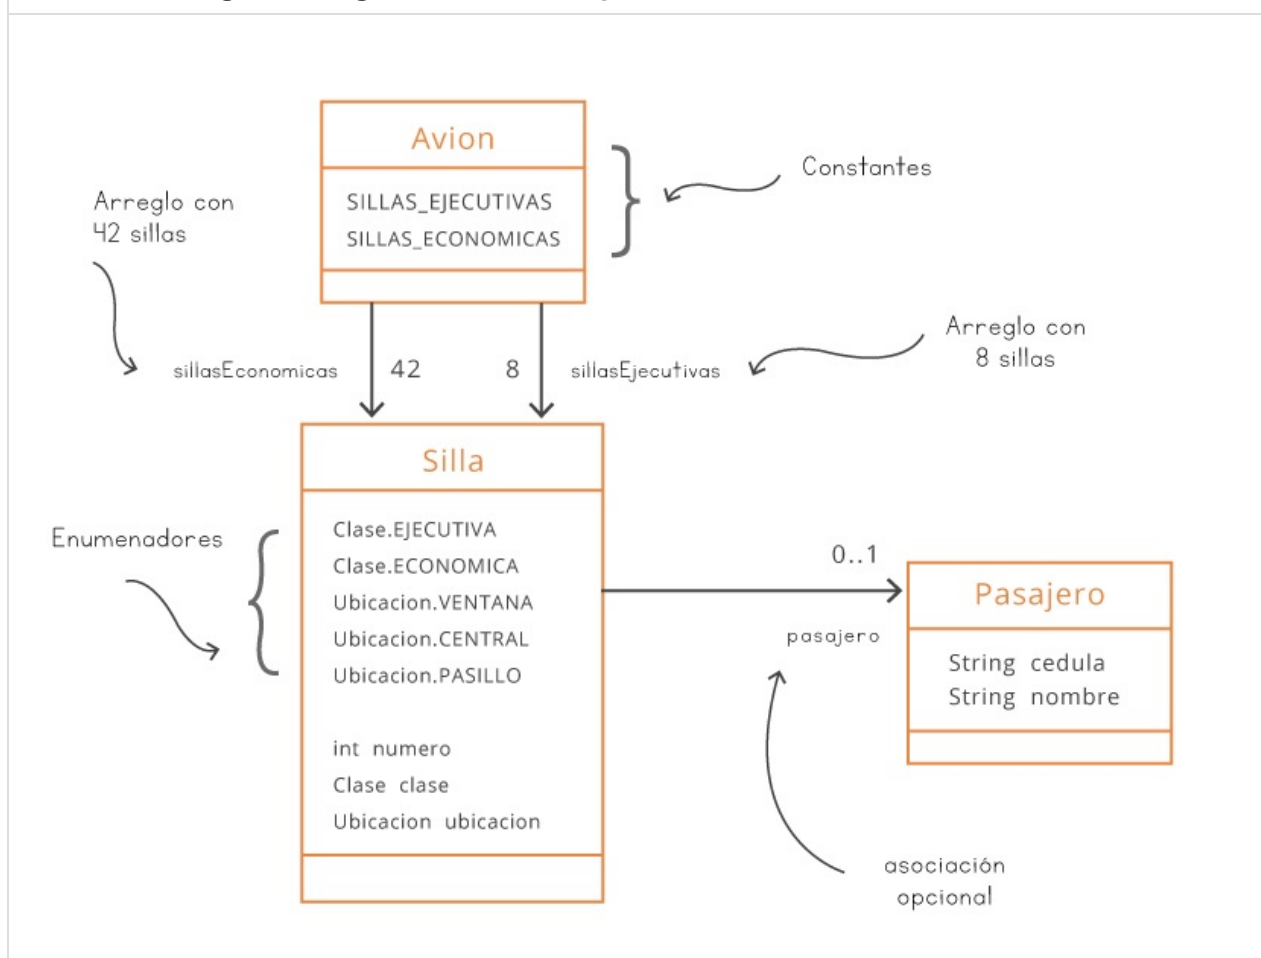 Avion
SILLAS_EJECUTIVAS
SILLAS_ECONOMICAS
Constantes
Arreglo con
42 sillas
sillasEconomicas
42
8
sillasEjecutivas
Arreglo con
8 sillas
Silla
Enumenadores
Clase.EJECUTIVA
Clase.ECONOMICA
Ubicacion.VENTANA
Ubicacion.CENTRAL
Ubicacion.PASILLO
int numero
Clase clase
Ubicacion ubicacion
0..1
pasajero
Pasajero
String cedula
String nombre
asociación
opcional